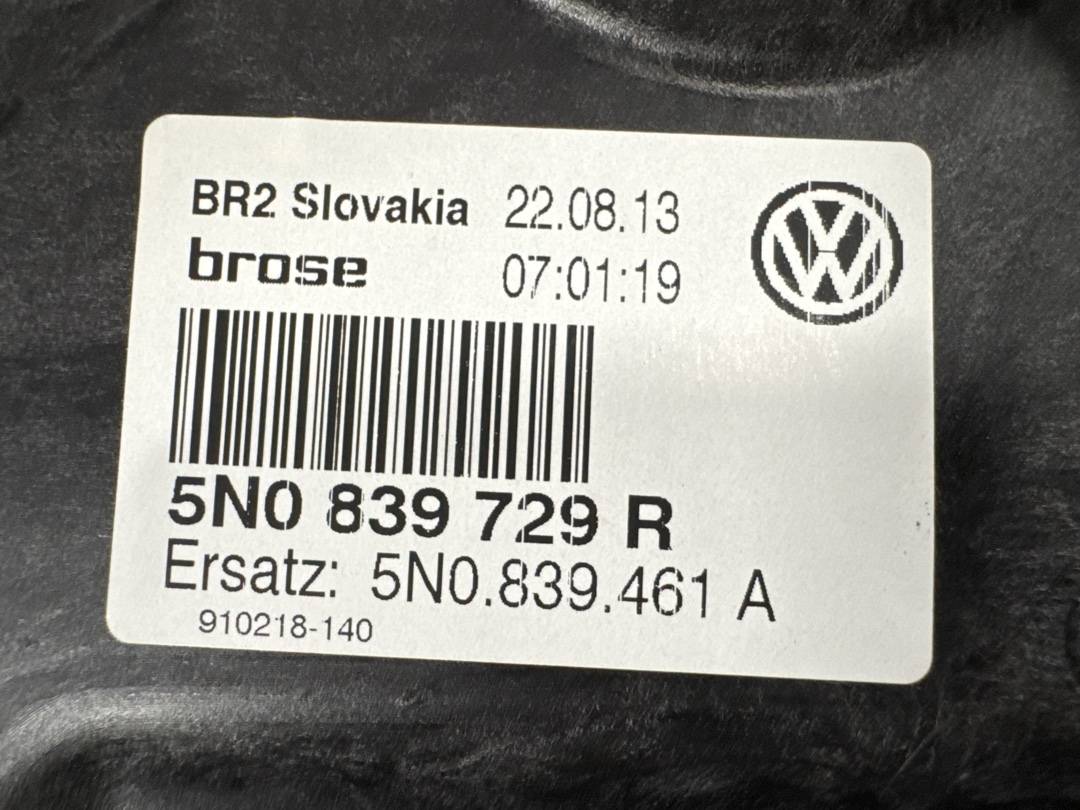 BR2 Slovakia 22.08.13
brose 07:01:19
5N0 839 729 R
Ersatz: 5N0.839.461 A
910218-140